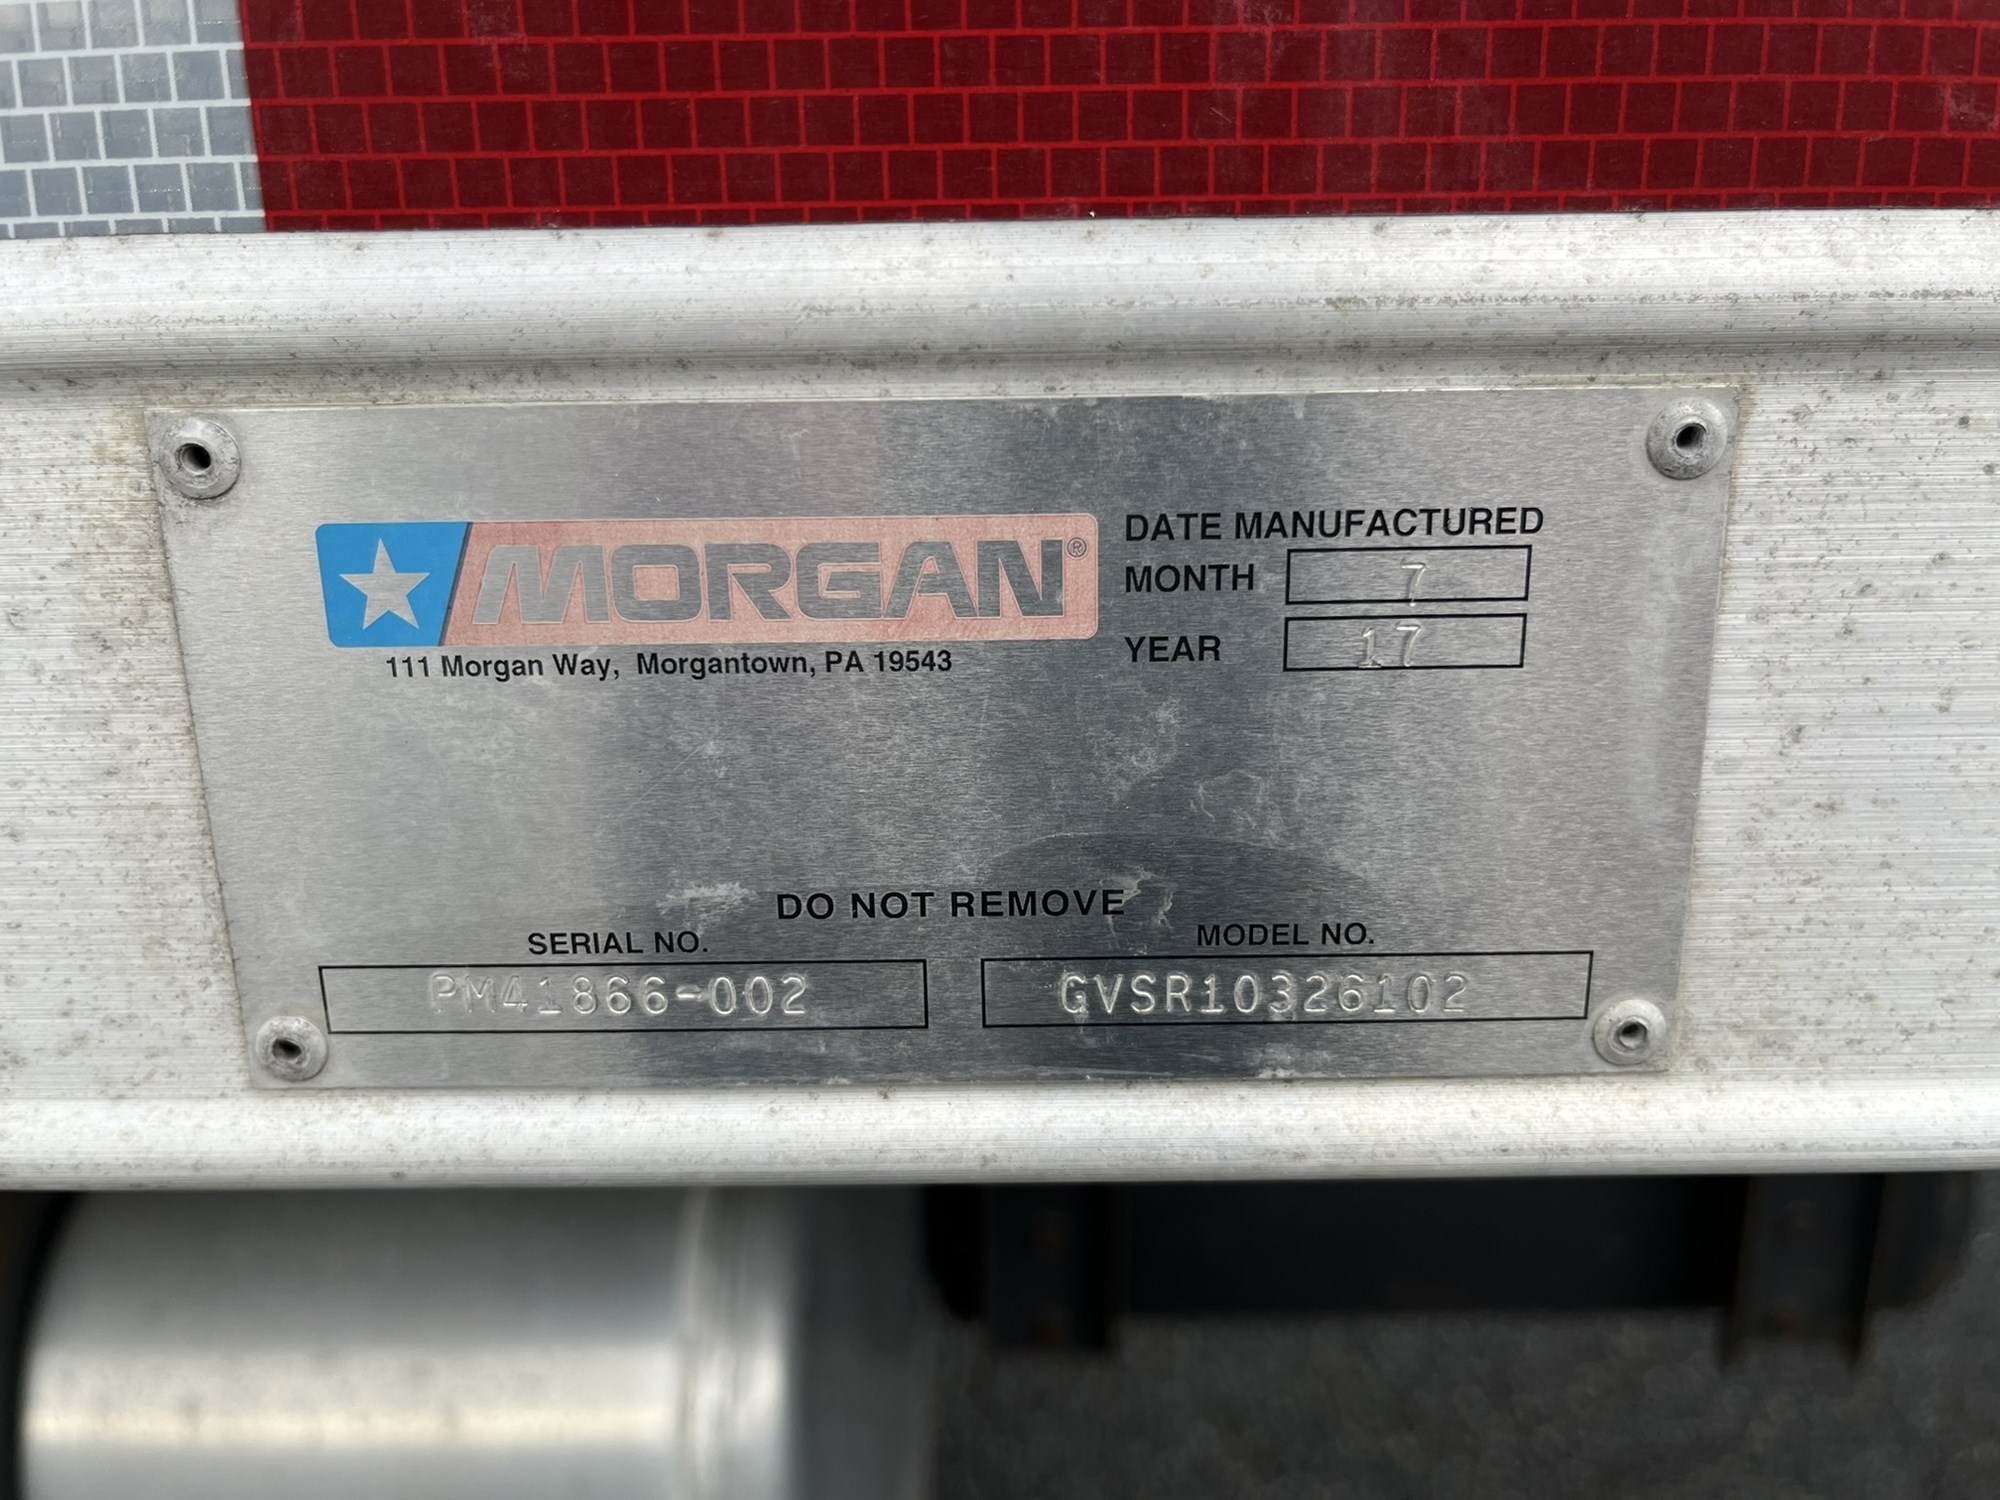 MORGAN®
111 Morgan Way, Morgantown, PA 19543
DATE MANUFACTURED
MONTH 7
YEAR 17
DO NOT REMOVE
SERIAL NO.
PM41866-002
MODEL NO.
GVSR10326102